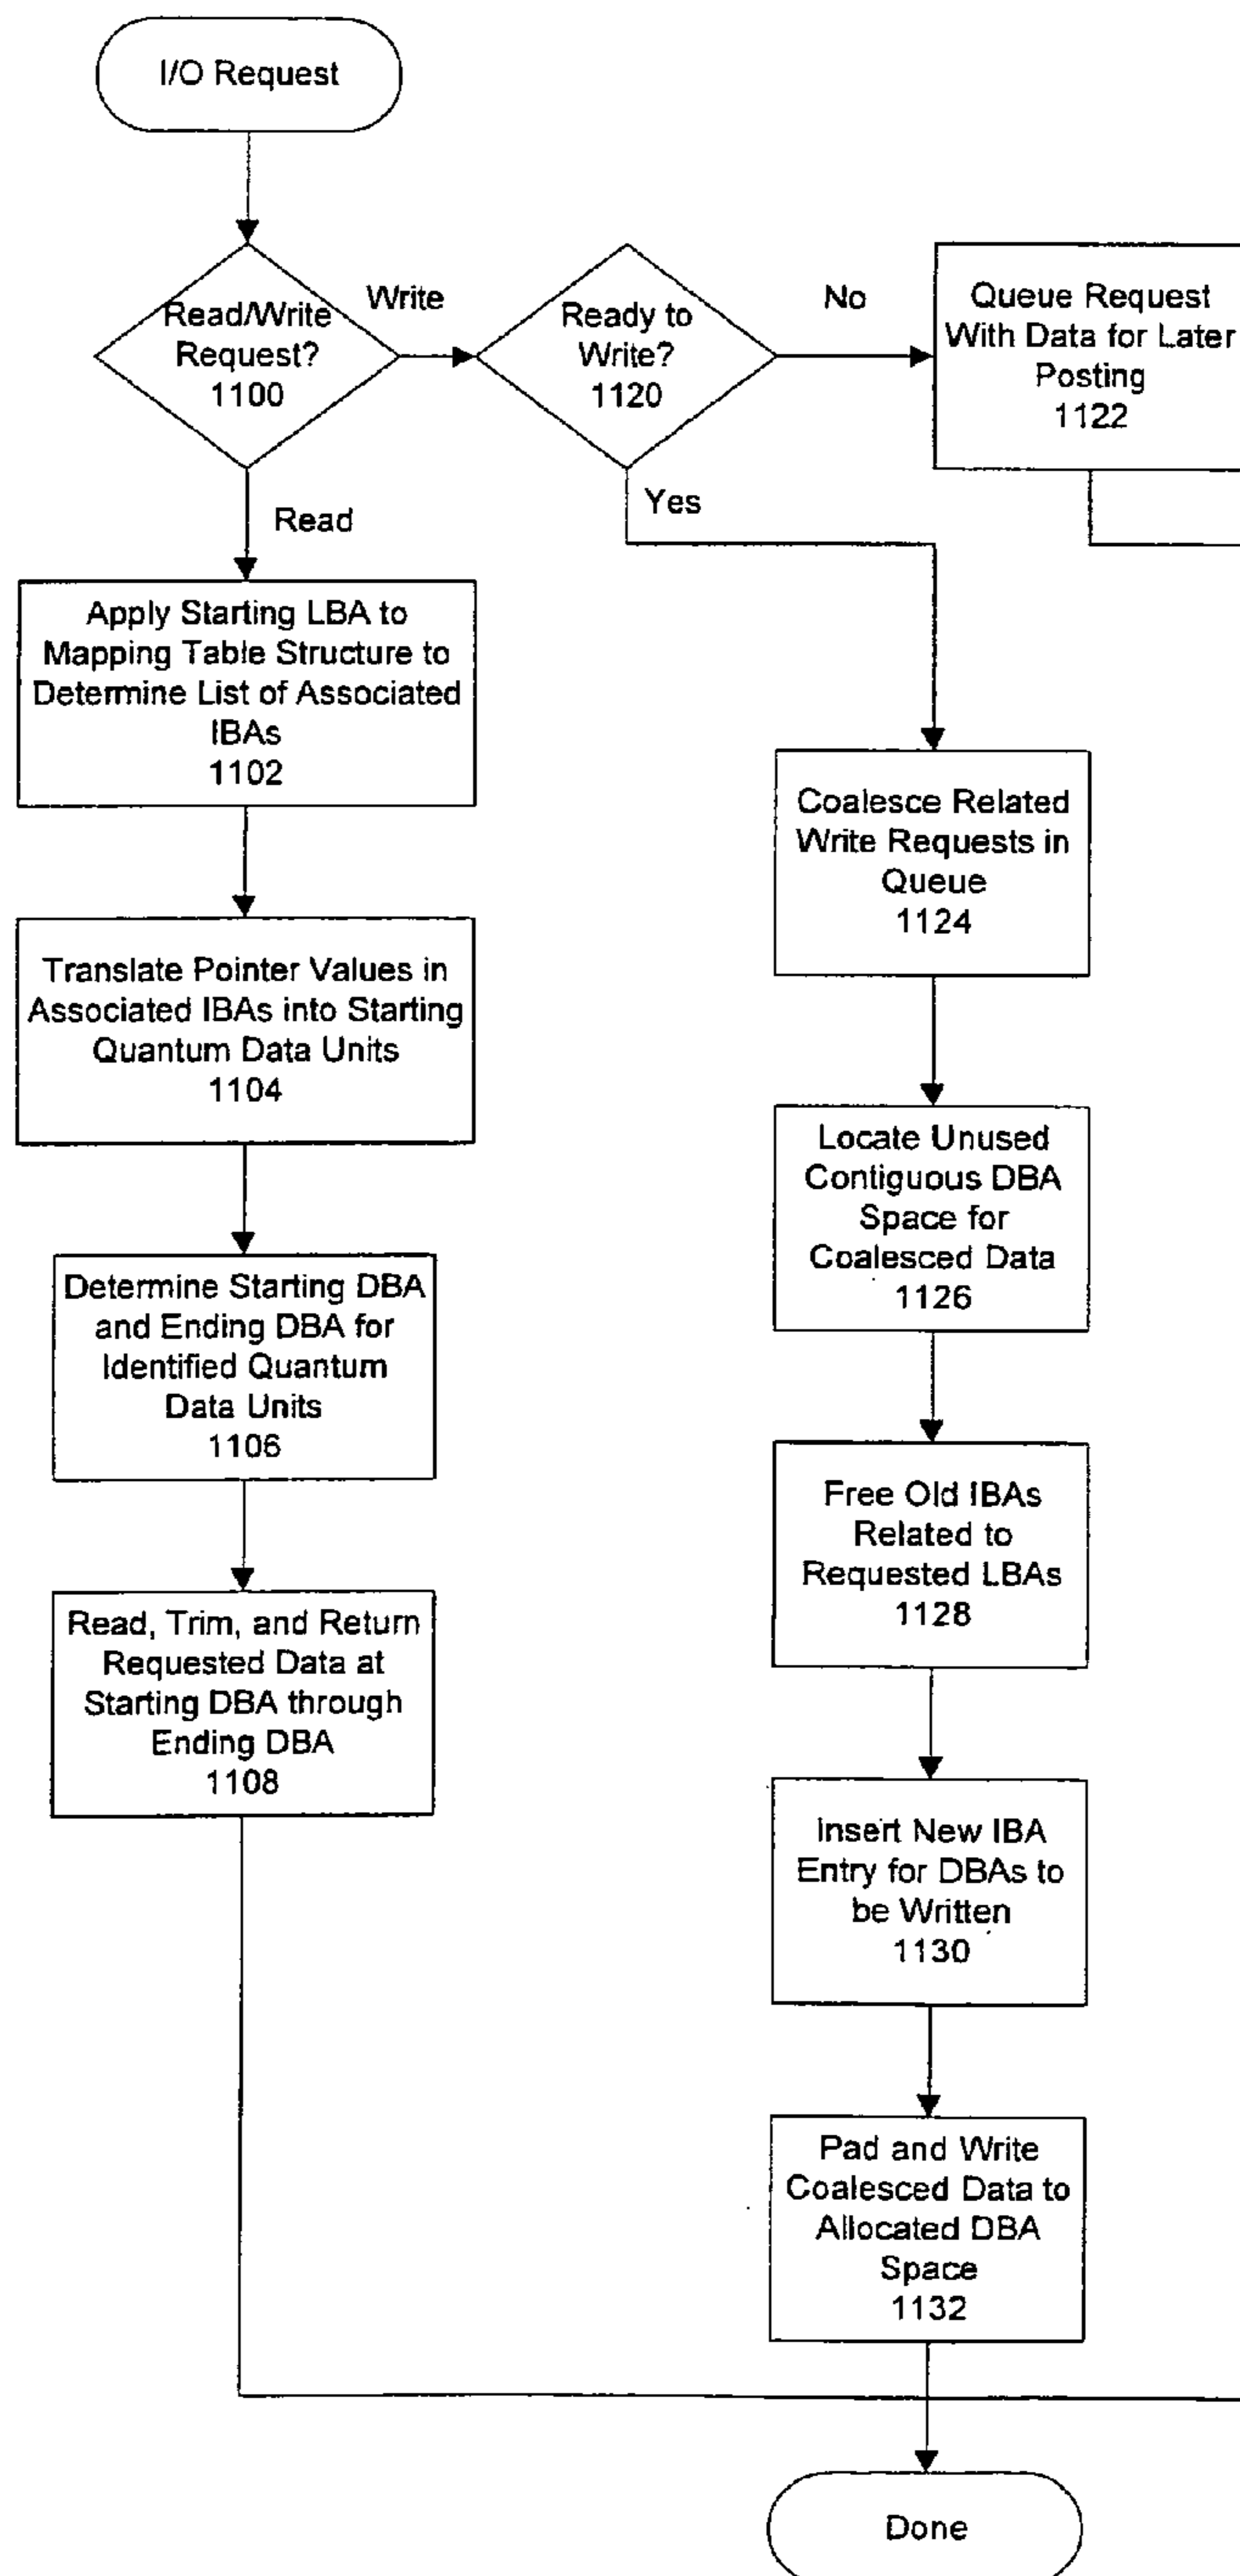 I/O Request
Read/Write
Request?
1100
Write
Ready to
Write?
1120
No
Queue Request
With Data for Later
Posting
1122
Read
Yes
Apply Starting LBA to
Mapping Table Structure to
Determine List of Associated
IBAs
1102
Coalesce Related
Write Requests in
Queue
1124
Translate Pointer Values in
Associated IBAs into Starting
Quantum Data Units
1104
Locate Unused
Contiguous DBA
Space for
Coalesced Data
1126
Determine Starting DBA
and Ending DBA for
Identified Quantum
Data Units
1106
Free Old IBAs
Related to
Requested LBAs
1128
Read, Trim, and Return
Requested Data at
Starting DBA through
Ending DBA
1108
Insert New IBA
Entry for DBAs to
be Written
1130
Pad and Write
Coalesced Data to
Allocated DBA
Space
1132
Done